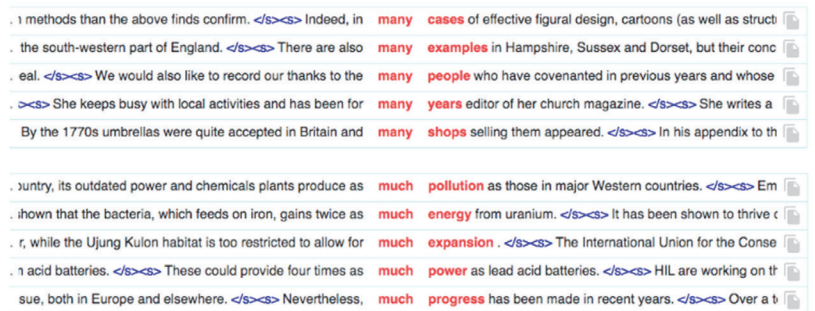 methods than the above finds confirm. </s><s> Indeed, in many cases of effective figural design, cartoons (as well as struct
. the south-western part of England. </s><s> There are also many examples in Hampshire, Sussex and Dorset, but their conc
. eal. </s><s> We would also like to record our thanks to the many people who have covenanted in previous years and whose
. ><s> She keeps busy with local activities and has been for many years editor of her church magazine. </s><s> She writes a
By the 1770s umbrellas were quite accepted in Britain and many shops selling them appeared. </s><s> In his appendix to th
. ountry, its outdated power and chemicals plants produce as much pollution as those in major Western countries. </s><s> Em
. shown that the bacteria, which feeds on iron, gains twice as much energy from uranium. </s><s> It has been shown to thrive c
. r, while the Ujung Kulon habitat is too restricted to allow for much expansion . </s><s> The International Union for the Conse
. n acid batteries. </s><s> These could provide four times as much power as lead acid batteries. </s><s> HIL are working on th
sue, both in Europe and elsewhere. </s><s> Nevertheless, much progress has been made in recent years. </s><s> Over a t